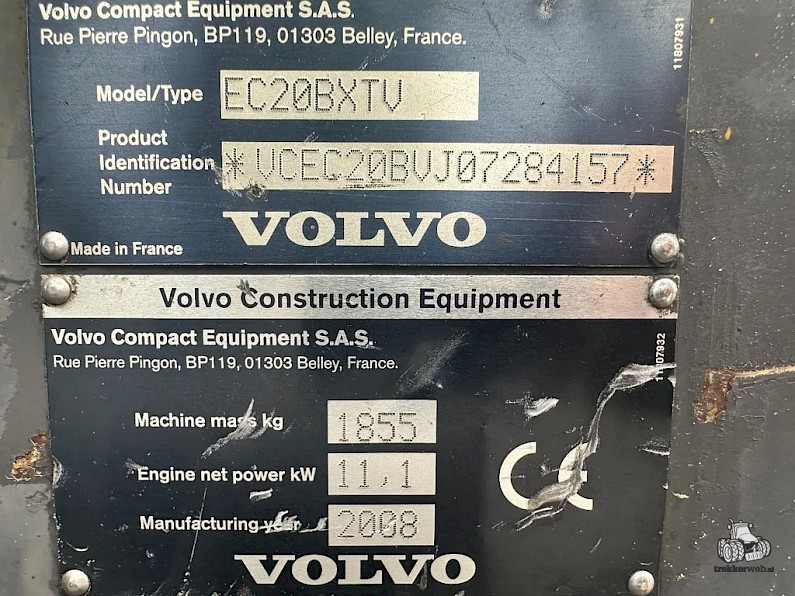 Volvo Compact Equipment S.A.S.
Rue Pierre Pingon, BP119, 01303 Belley, France.
11807931
Model/Type EC20BXTV
Product
Identification
Number
*VCEC20BVJ07284157*
VOLVO
Made in France
Volvo Construction Equipment
Volvo Compact Equipment S.A.S.
Rue Pierre Pingon, BP119, 01303 Belley, France.
11807932
Machine mass kg 1855
Engine net power kW 11,1
Manufacturing year 2008
CE
VOLVO
trekkerweb.nl